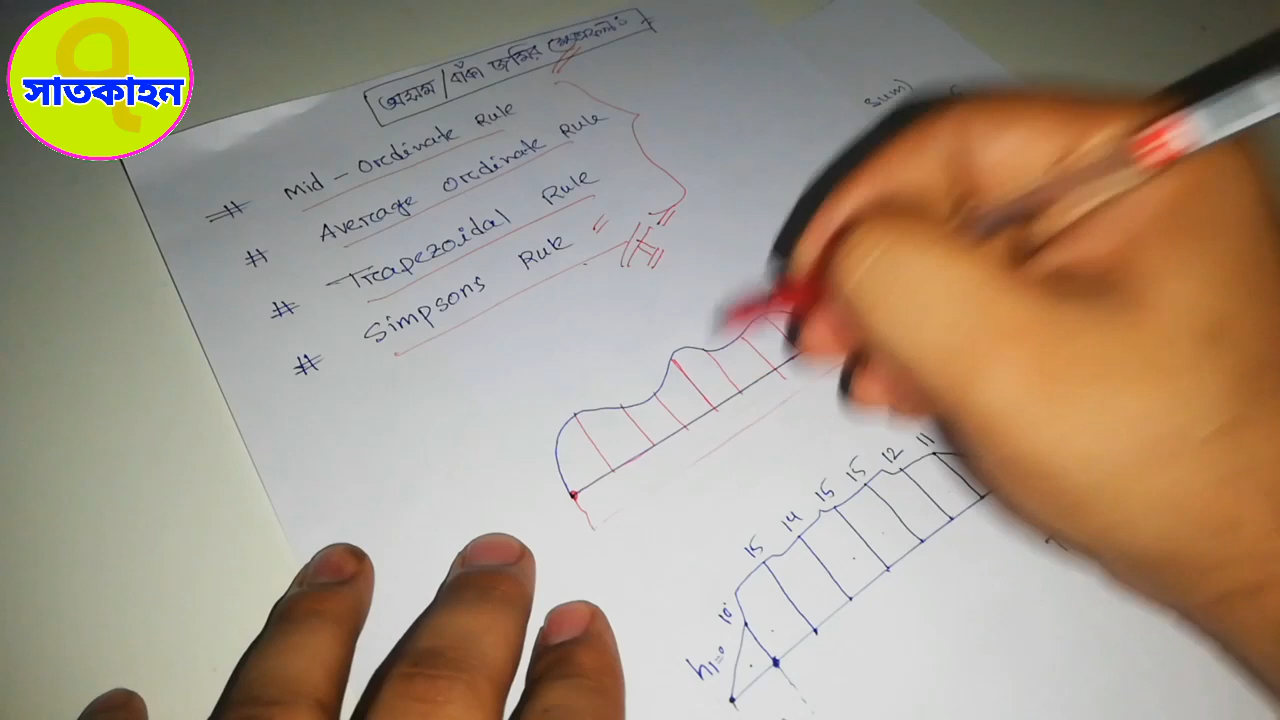 সাতকাহন
অসম/বাঁকা জমির
# Mid-Ordinate Rule
# Average Ordinate Rule
# Trapezoidal Rule
# Simpsons Rule
sum)
h1=0 10 15 14 15 15 12 11